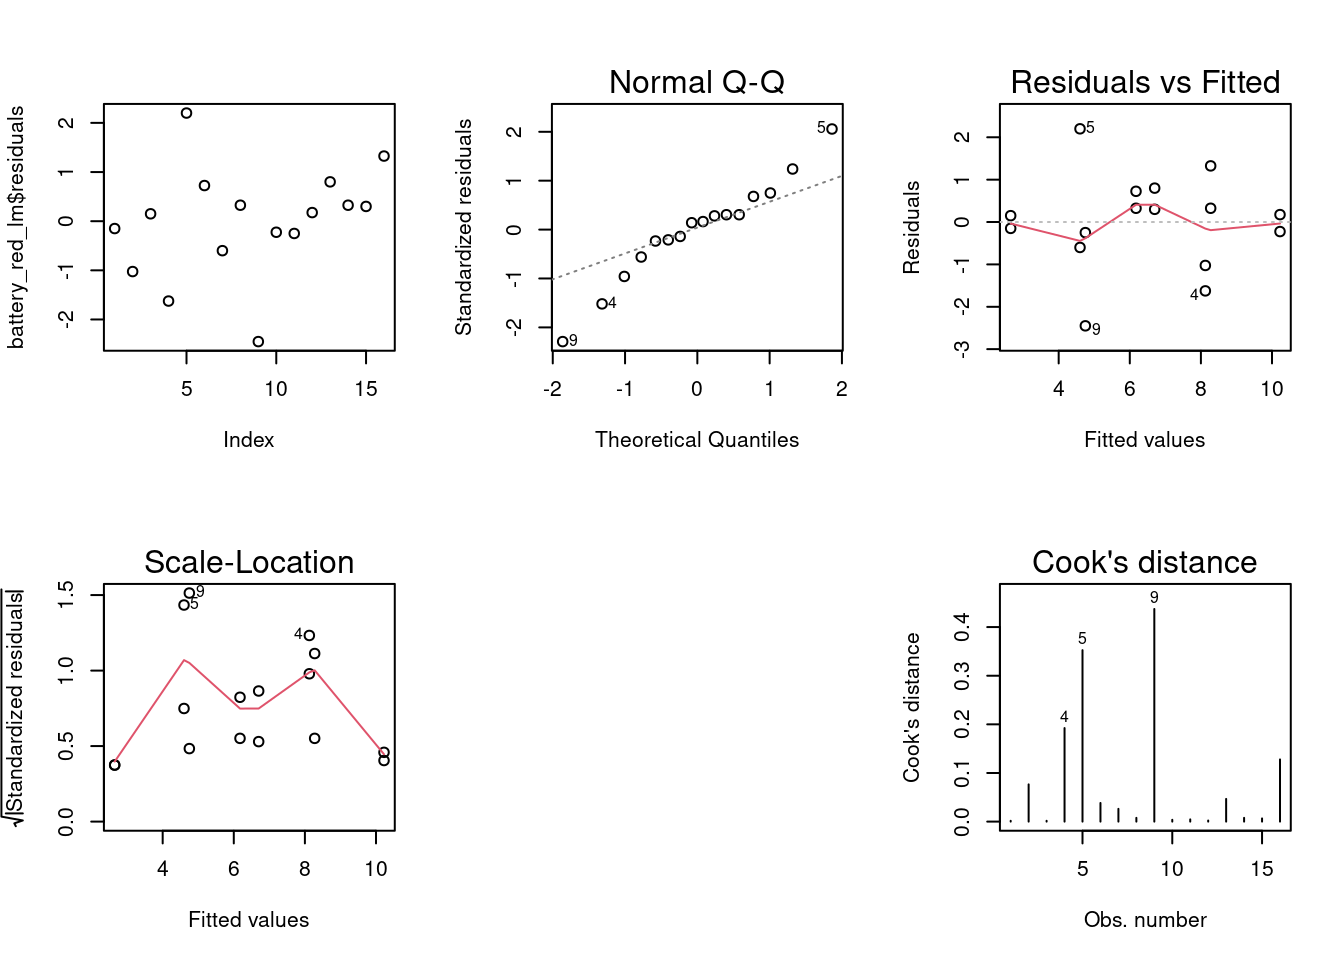 battery_red_lm$residuals
2
1
0
-1
-2
5 10 15
Index
Normal Q-Q
Standardized residuals
2
1
0
-1
-2
5
4
9
-2 -1 0 1 2
Theoretical Quantiles
Residuals vs Fitted
Residuals
2
1
0
-1
-2
-3
5
4
9
4 6 8 10
Fitted values
Scale-Location
√|Standardized residuals|
1.5
1.0
0.5
0.0
9
5
4
4 6 8 10
Fitted values
Cook's distance
Cook's distance
0.4
0.3
0.2
0.1
0.0
9
5
4
5 10 15
Obs. number